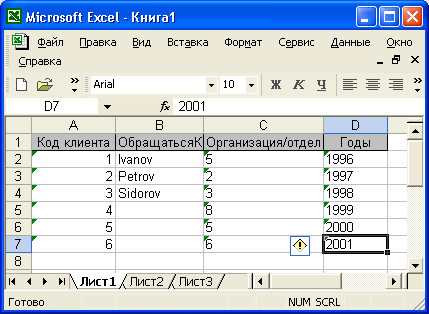 Microsoft Excel - Книга1
Файл Правка Вид Вставка Формат Сервис Данные Окно
Справка
Arial 10 Ж К
D7 fx 2001
A B C D
1 Код клиента ОбращатьсяК Организация/отдел Годы
2 1 Ivanov 5 1996
3 2 Petrov 2 1997
4 3 Sidorov 3 1998
5 4 8 1999
6 5 5 2000
7 6 6 2001
8
Лист1 Лист2 Лист3
Готово NUM SCRL